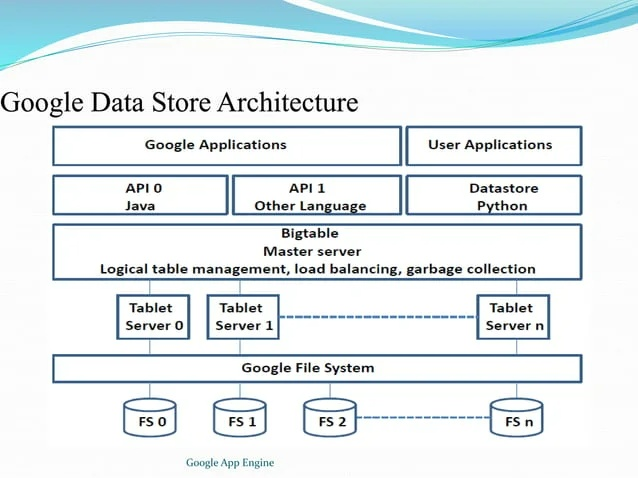 Google Data Store Architecture
Google Applications
User Applications
API 0
Java
API 1
Other Language
Datastore
Python
Bigtable
Master server
Logical table management, load balancing, garbage collection
Tablet
Server 0
Tablet
Server 1
Tablet
Server n
Google File System
FS 0
FS 1
FS 2
FS n
Google App Engine